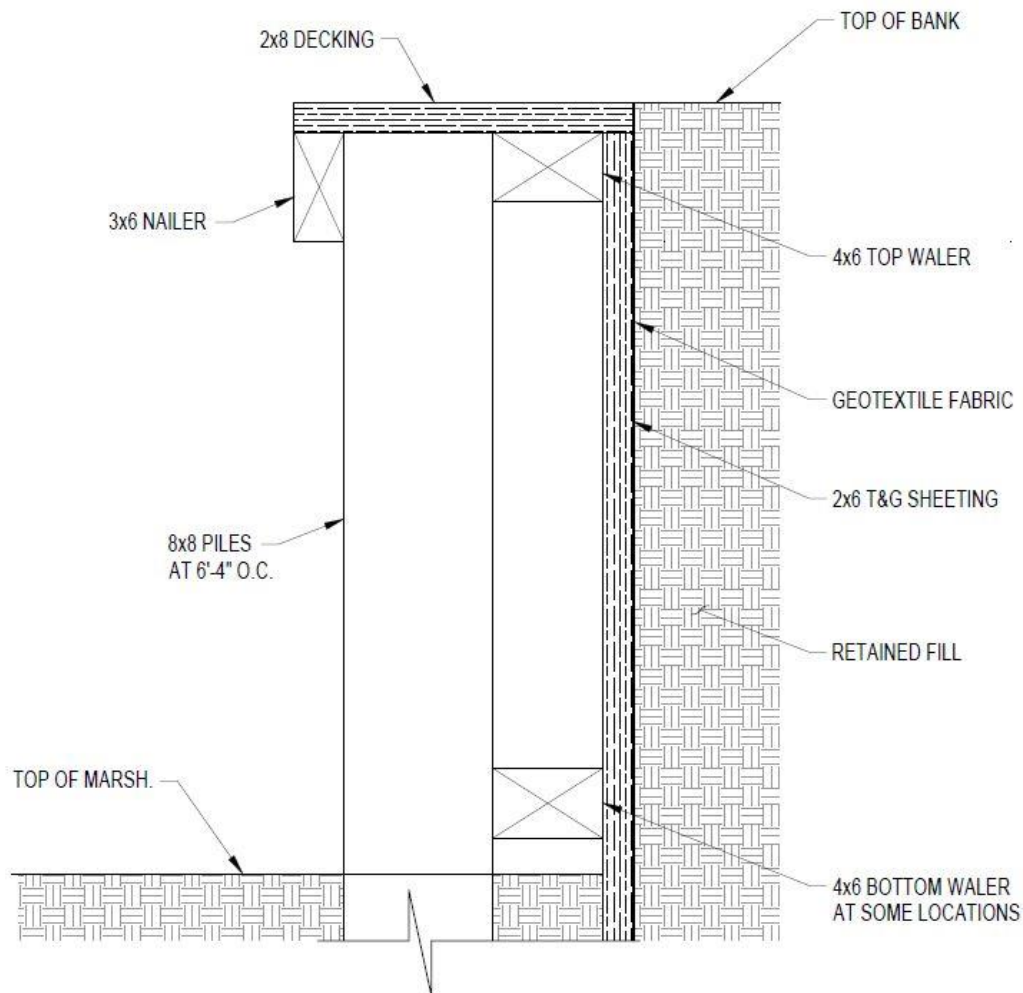 TOP OF BANK
2x8 DECKING
3x6 NAILER
4x6 TOP WALER
GEOTEXTILE FABRIC
2x6 T&G SHEETING
8x8 PILES
AT 6'-4" O.C.
RETAINED FILL
TOP OF MARSH.
4x6 BOTTOM WALER
AT SOME LOCATIONS